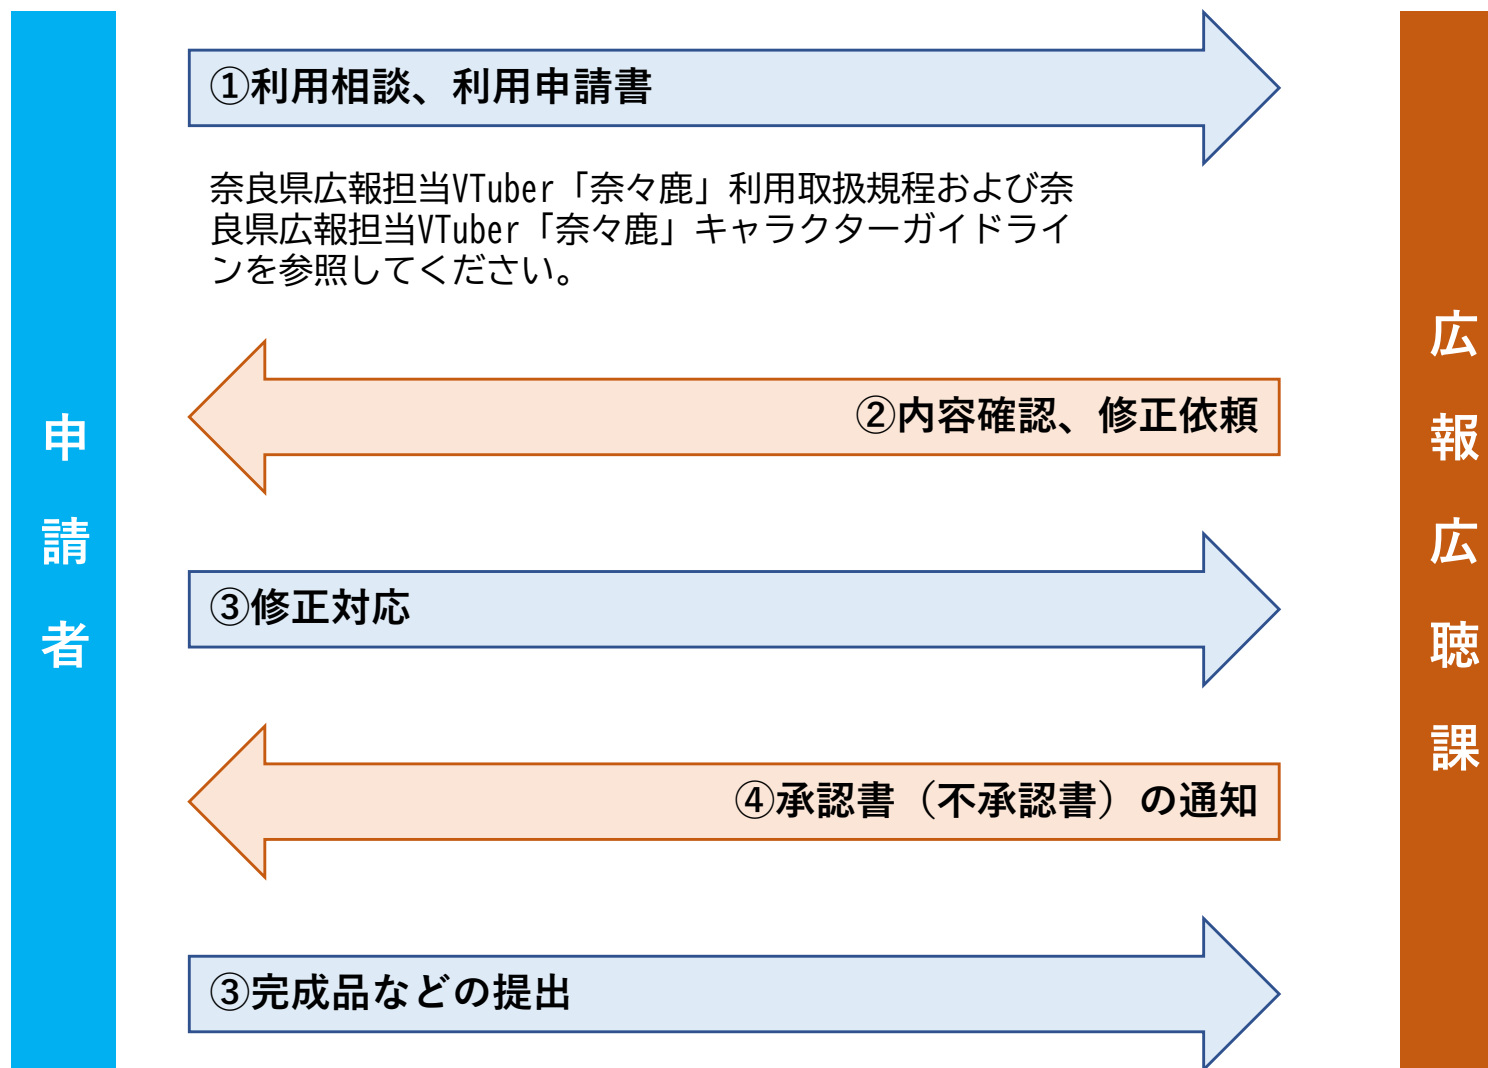 ①利用相談、利用申請書
奈良県広報担当VTuber「奈々鹿」利用取扱規程および奈
良県広報担当VTuber「奈々鹿」キャラクターガイドライ
ンを参照してください。
②内容確認、修正依頼
③修正対応
④承認書（不承認書）の通知
③完成品などの提出
申請者
広報広聴課